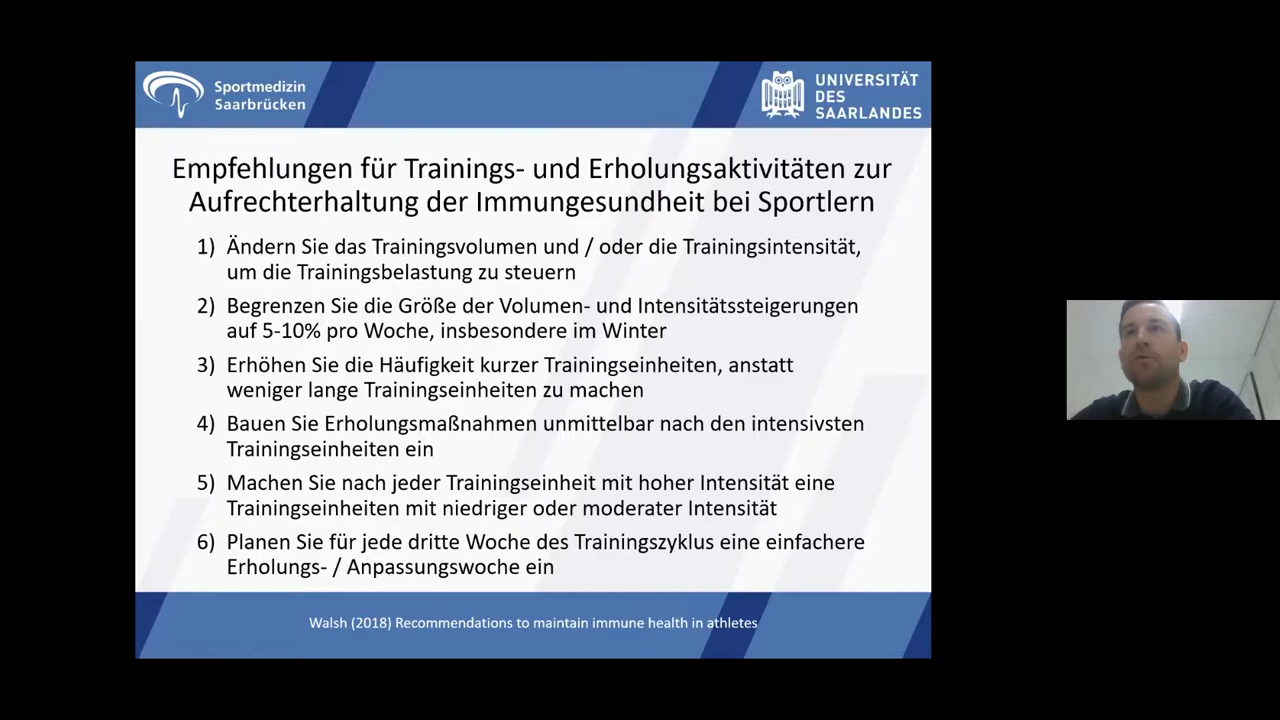 Sportmedizin
Saarbrücken
UNIVERSITÄT
DES
SAARLANDES
Empfehlungen für Trainings- und Erholungsaktivitäten zur
Aufrechterhaltung der Immungesundheit bei Sportlern
1) Ändern Sie das Trainingsvolumen und / oder die Trainingsintensität,
um die Trainingsbelastung zu steuern
2) Begrenzen Sie die Größe der Volumen- und Intensitätssteigerungen
auf 5-10% pro Woche, insbesondere im Winter
3) Erhöhen Sie die Häufigkeit kurzer Trainingseinheiten, anstatt
weniger lange Trainingseinheiten zu machen
4) Bauen Sie Erholungsmaßnahmen unmittelbar nach den intensivsten
Trainingseinheiten ein
5) Machen Sie nach jeder Trainingseinheit mit hoher Intensität eine
Trainingseinheiten mit niedriger oder moderater Intensität
6) Planen Sie für jede dritte Woche des Trainingszyklus eine einfachere
Erholungs- / Anpassungswoche ein
Walsh (2018) Recommendations to maintain immune health in athletes